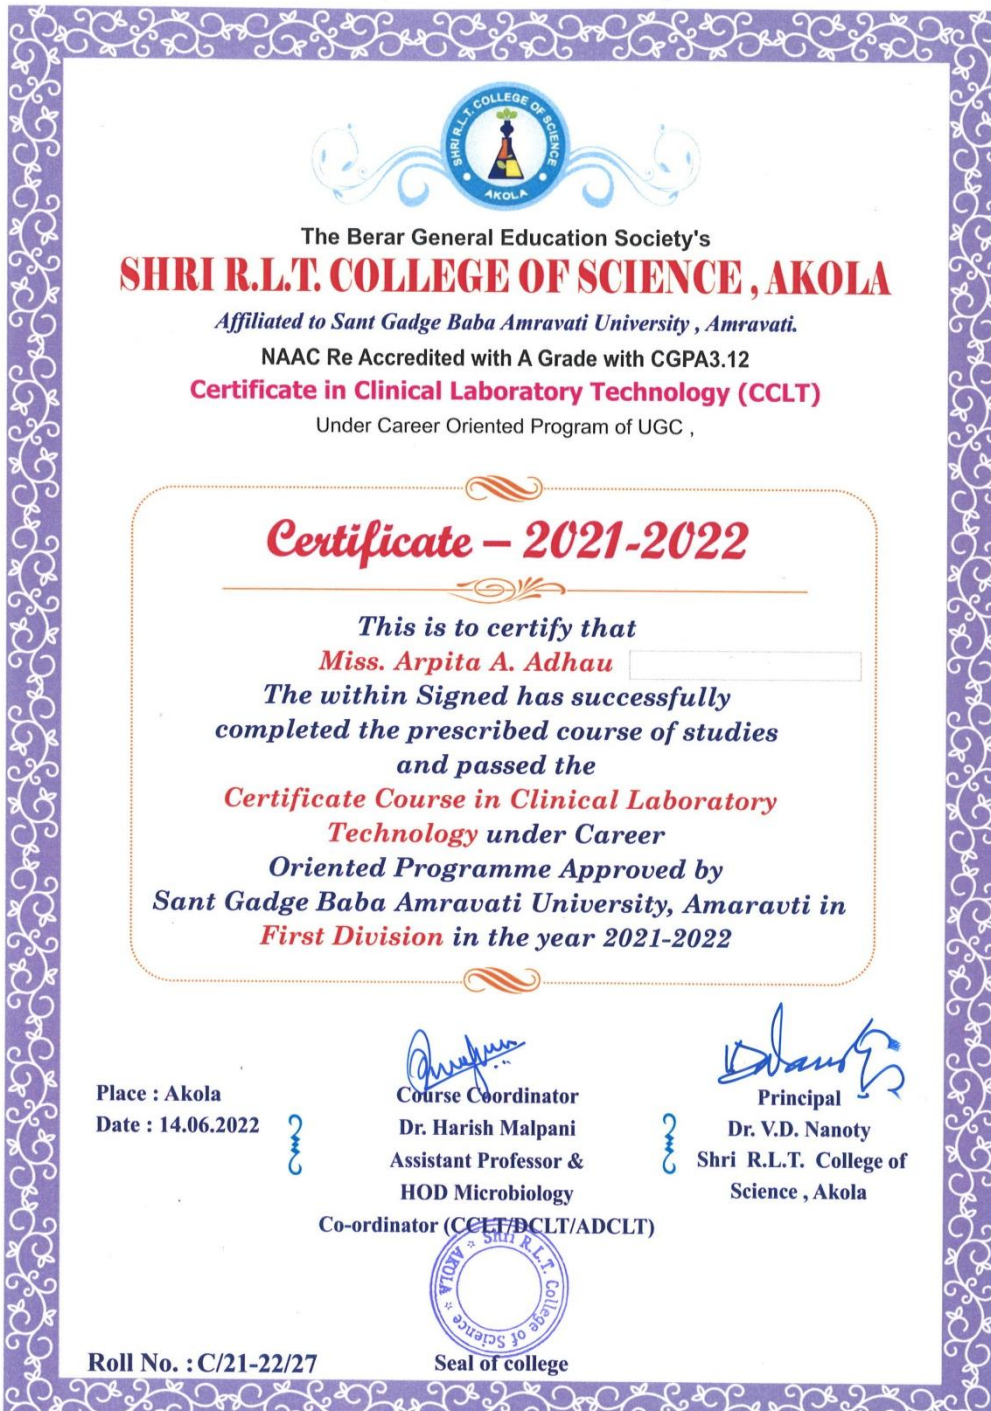 SHRI R.L.T. COLLEGE OF SCIENCE
AKOLA
The Berar General Education Society's
SHRI R.L.T. COLLEGE OF SCIENCE , AKOLA
Affiliated to Sant Gadge Baba Amravati University , Amravati.
NAAC Re Accredited with A Grade with CGPA3.12
Certificate in Clinical Laboratory Technology (CCLT)
Under Career Oriented Program of UGC ,
Certificate – 2021-2022
This is to certify that
Miss. Arpita A. Adhau
The within Signed has successfully
completed the prescribed course of studies
and passed the
Certificate Course in Clinical Laboratory
Technology under Career
Oriented Programme Approved by
Sant Gadge Baba Amravati University, Amaravti in
First Division in the year 2021-2022
Place : Akola
Date : 14.06.2022
Course Coordinator
Dr. Harish Malpani
Assistant Professor &
HOD Microbiology
Co-ordinator (CCLT/DCLT/ADCLT)
Principal
Dr. V.D. Nanoty
Shri R.L.T. College of
Science , Akola
Shri R.L.T. College of Science
AKOLA
Roll No. : C/21-22/27
Seal of college